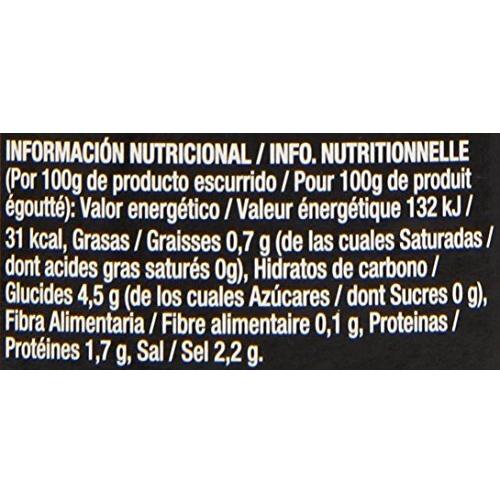 INFORMACIÓN NUTRICIONAL / INFO. NUTRITIONNELLE
(Por 100g de producto escurrido / Pour 100g de produit
égoutté): Valor energético / Valeur énergétique 132 kJ /
31 kcal, Grasas / Graisses 0,7 g (de las cuales Saturadas /
dont acides gras saturés 0g), Hidratos de carbono /
Glucides 4,5 g (de los cuales Azúcares / dont Sucres 0 g),
Fibra Alimentaria / Fibre alimentaire 0,1 g, Proteinas /
Protéines 1,7 g, Sal / Sel 2,2 g.